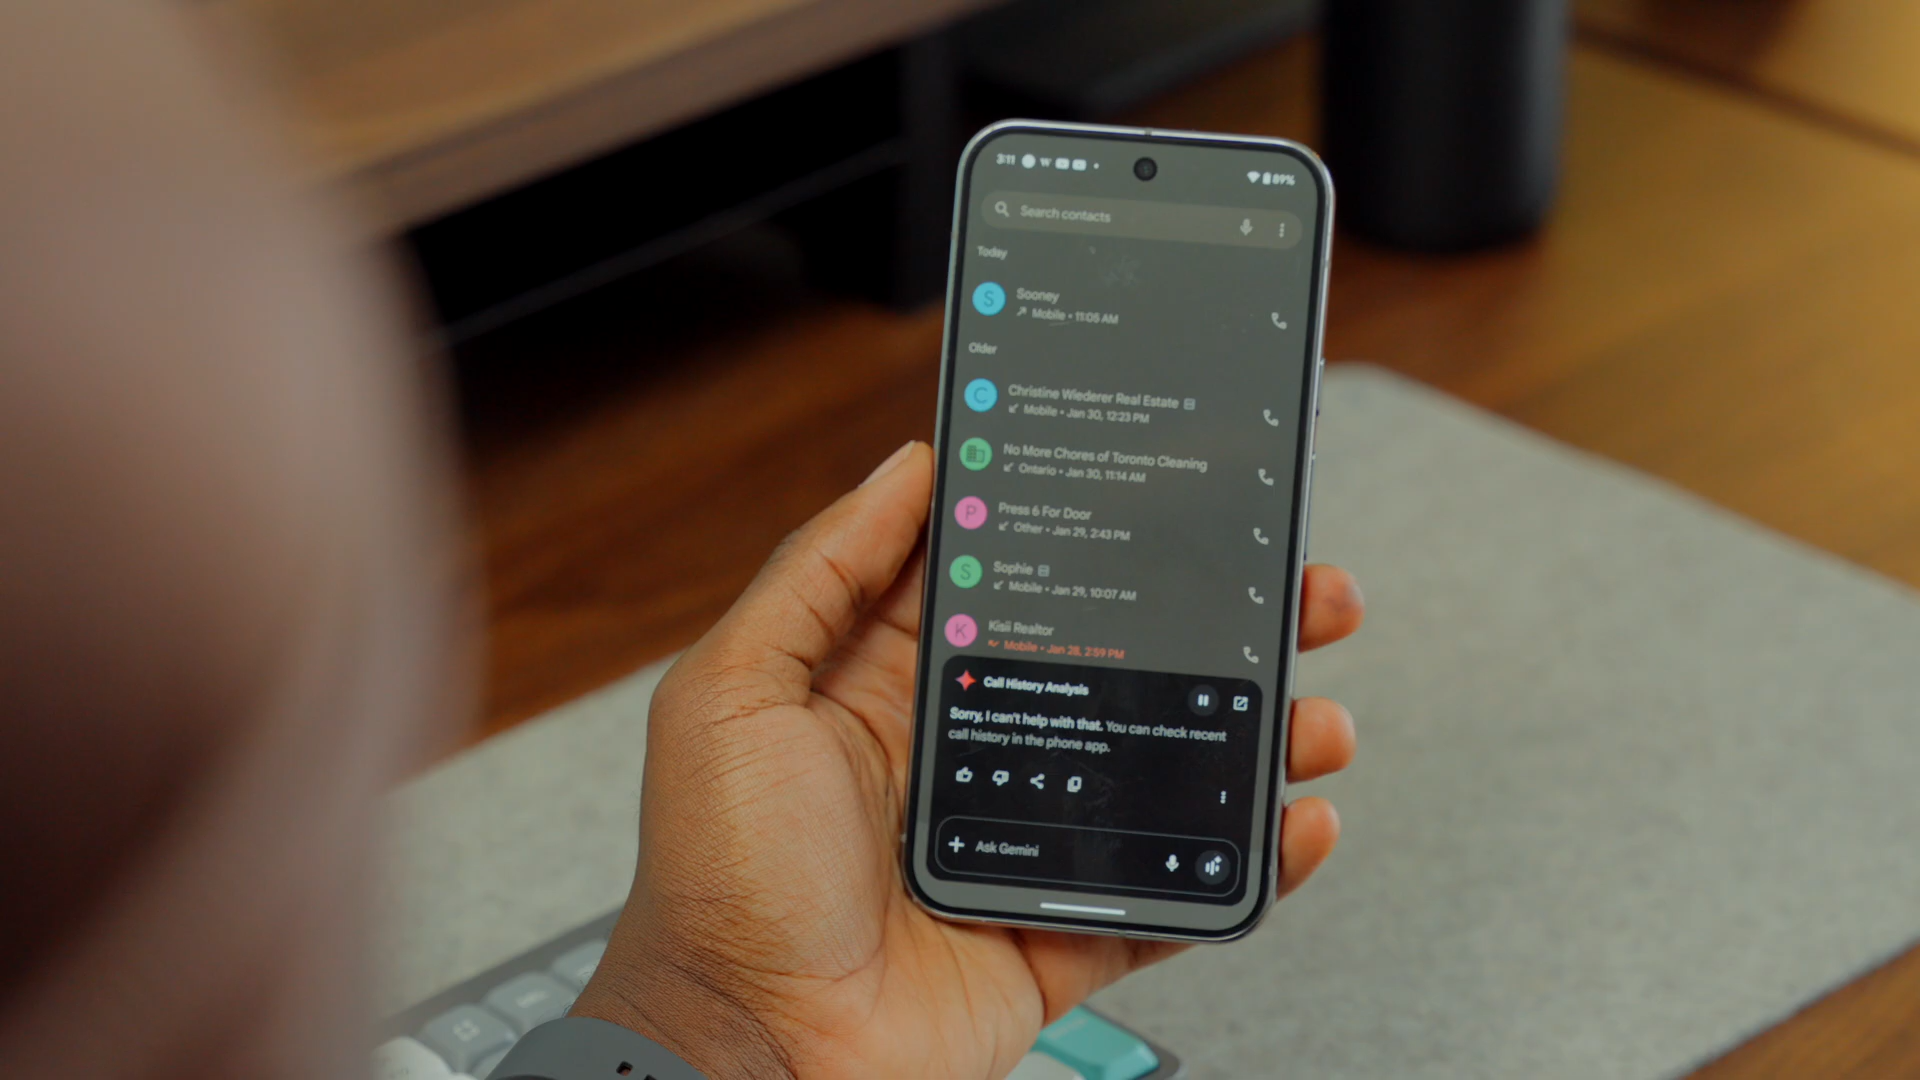 3:11 W 89%
Search contacts
Today
S Sooney
Mobile • 11:05 AM
Older
C Christine Wiederer Real Estate
Mobile • Jan 30, 12:23 PM
No More Chores of Toronto Cleaning
Ontario • Jan 30, 11:14 AM
P Press 6 For Door
Other • Jan 29, 2:43 PM
S Sophie
Mobile • Jan 29, 10:07 AM
K Kisii Realtor
Mobile • Jan 28, 2:59 PM
Call History Analysis
Sorry, I can't help with that. You can check recent
call history in the phone app.
Ask Gemini